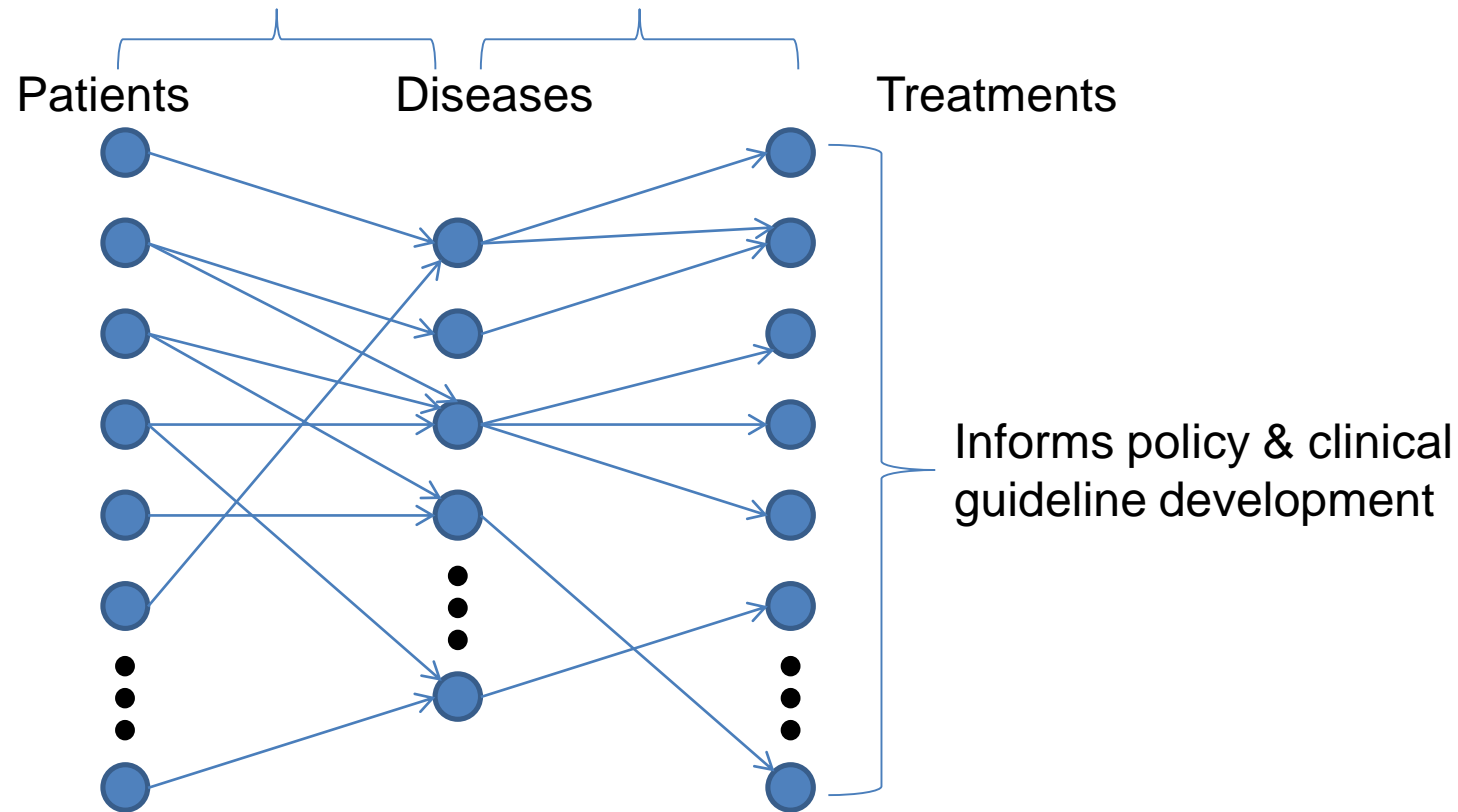 Patients
Diseases
Treatments
Informs policy & clinical
guideline development